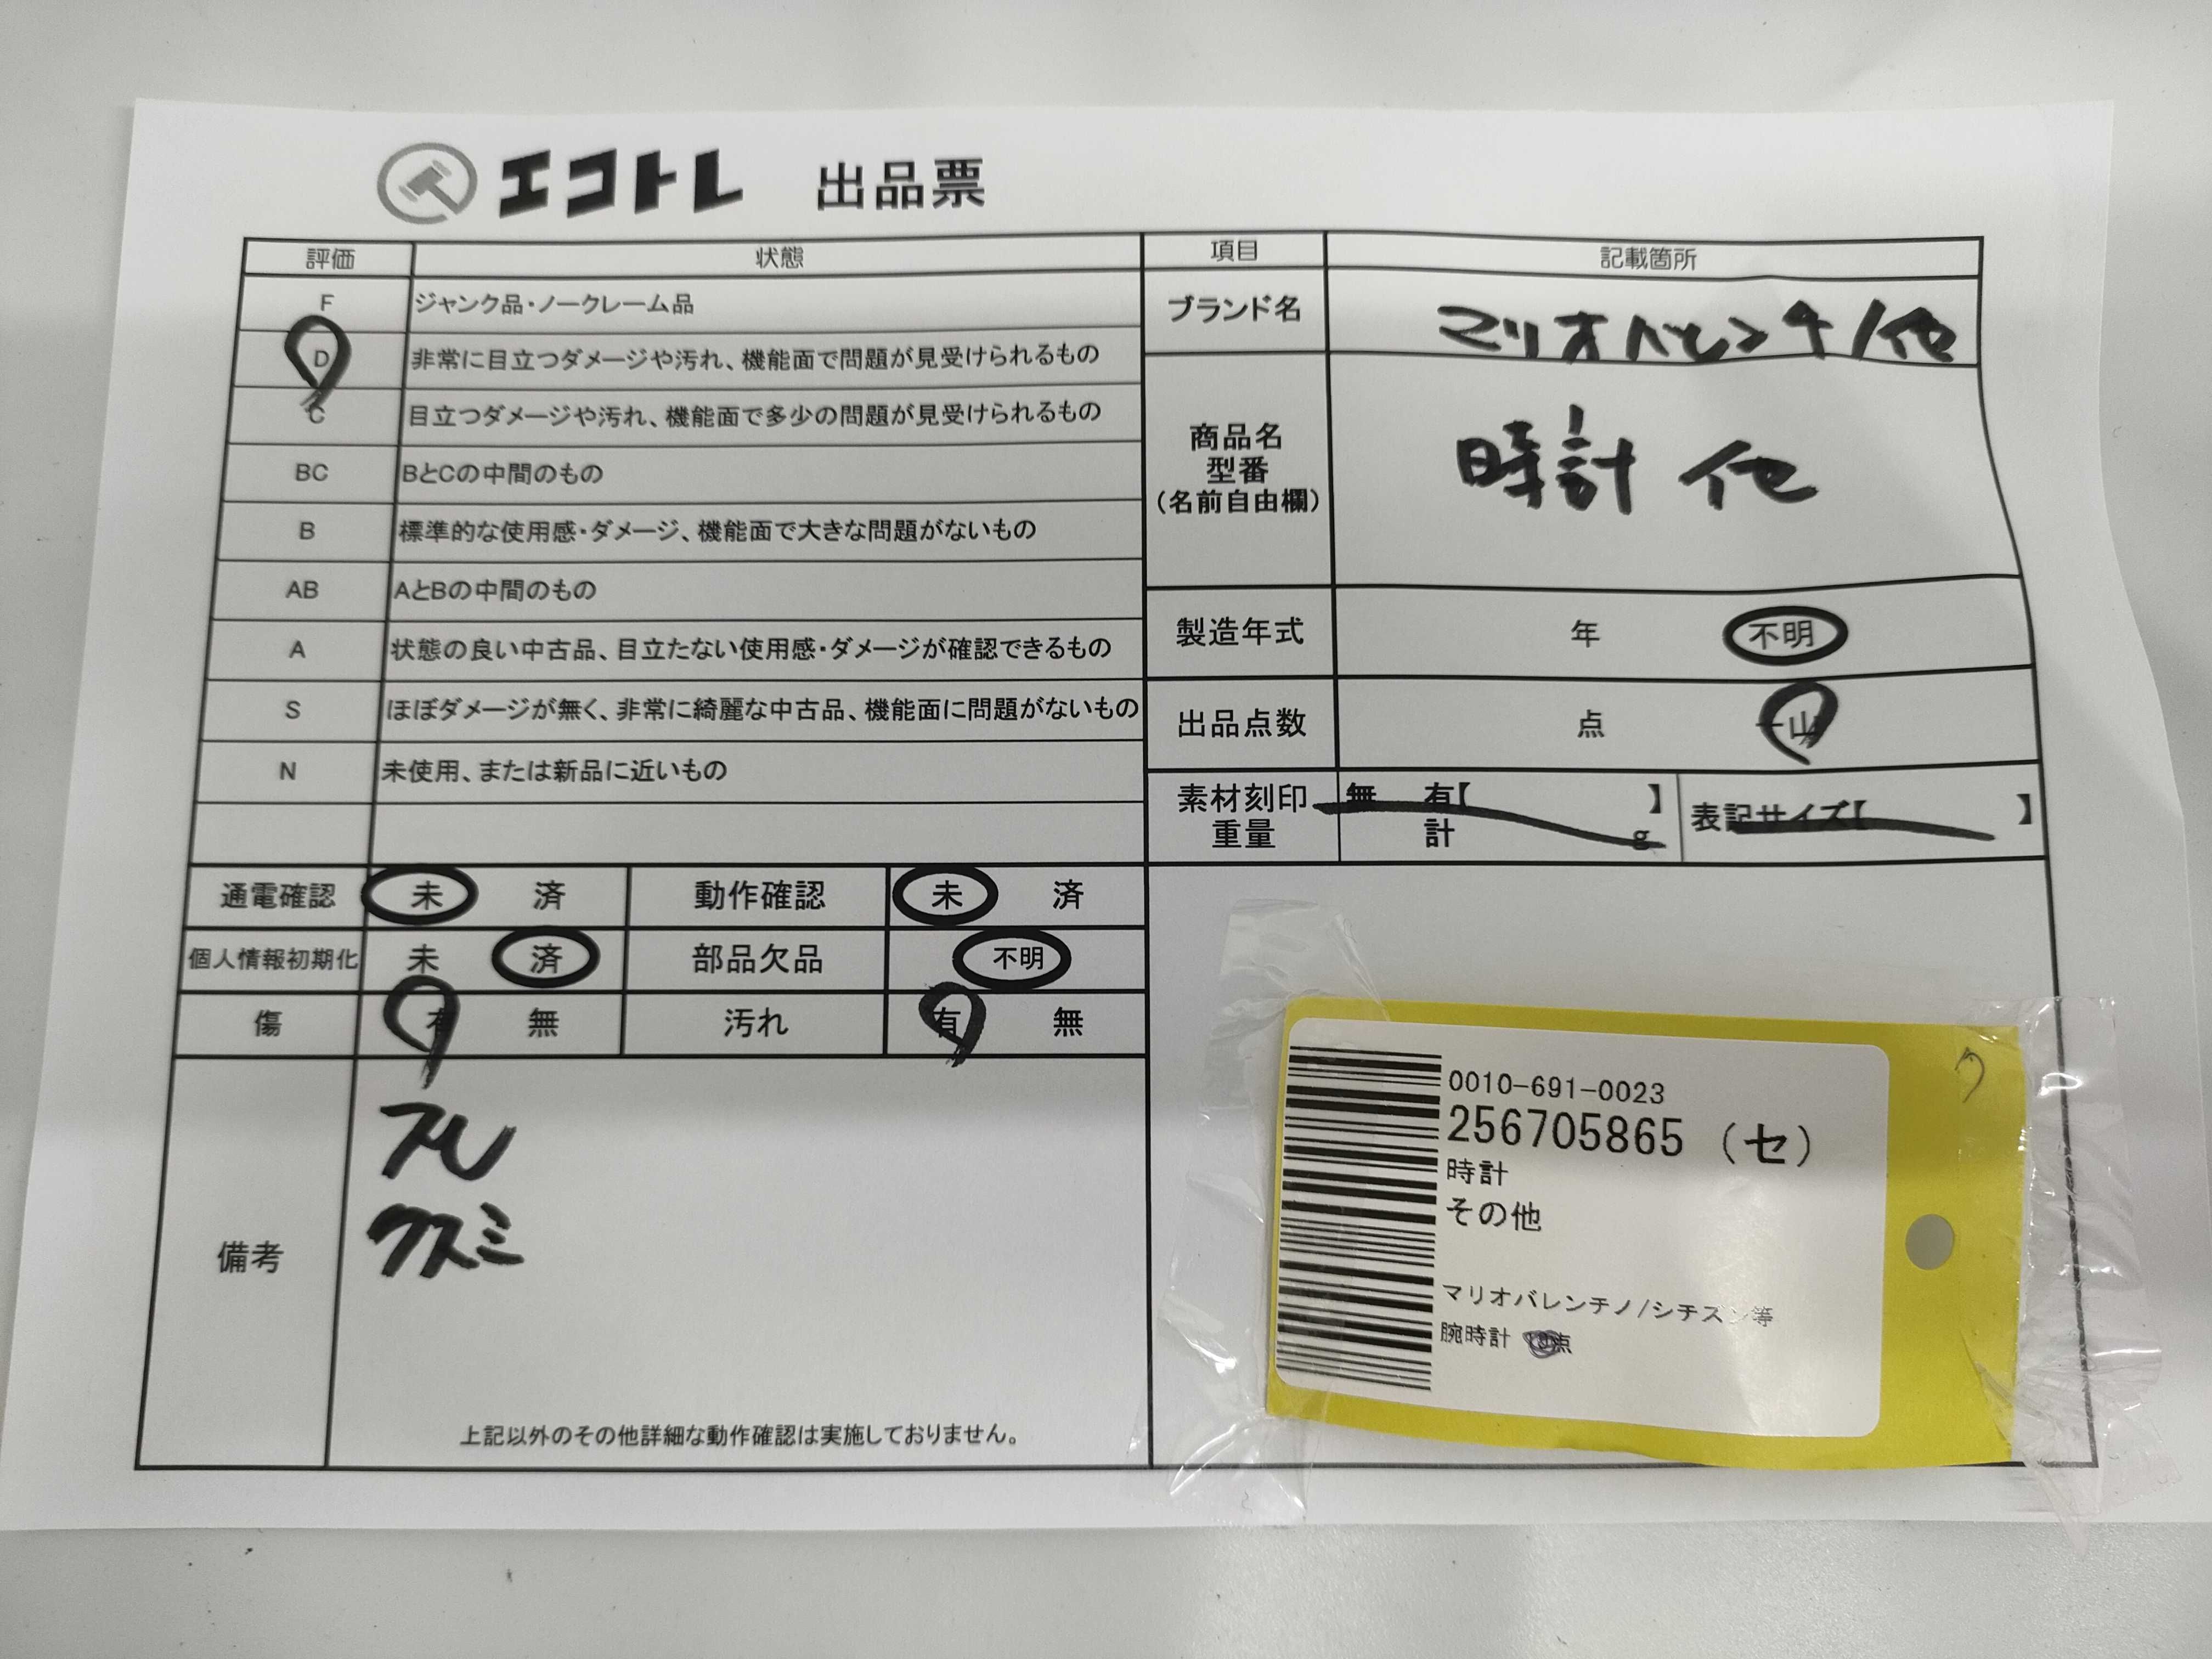 エコトレ 出品票
評価 状態
F ジャンク品・ノークレーム品
D 非常に目立つダメージや汚れ、機能面で問題が見受けられるもの
C 目立つダメージや汚れ、機能面で多少の問題が見受けられるもの
BC BとCの中間のもの
B 標準的な使用感・ダメージ、機能面で大きな問題がないもの
AB AとBの中間のもの
A 状態の良い中古品、目立たない使用感・ダメージが確認できるもの
S ほぼダメージが無く、非常に綺麗な中古品、機能面に問題がないもの
N 未使用、または新品に近いもの
項目 記載箇所
ブランド名 マリオバレンチノ他
商品名
型番
(名前自由欄)
時計 他
製造年式 年 不明
出品点数 点 一山
素材刻印 無 有【 】
重量 計 g
表記サイズ【 】
通電確認 未 済 動作確認 未 済
個人情報初期化 未 済 部品欠品 不明
傷 有 無 汚れ 有 無
備考
スレ
クスミ
上記以外のその他詳細な動作確認は実施しておりません。
0010-691-0023
256705865 (セ)
時計
その他
マリオバレンチノ/シチズン等
腕時計 点